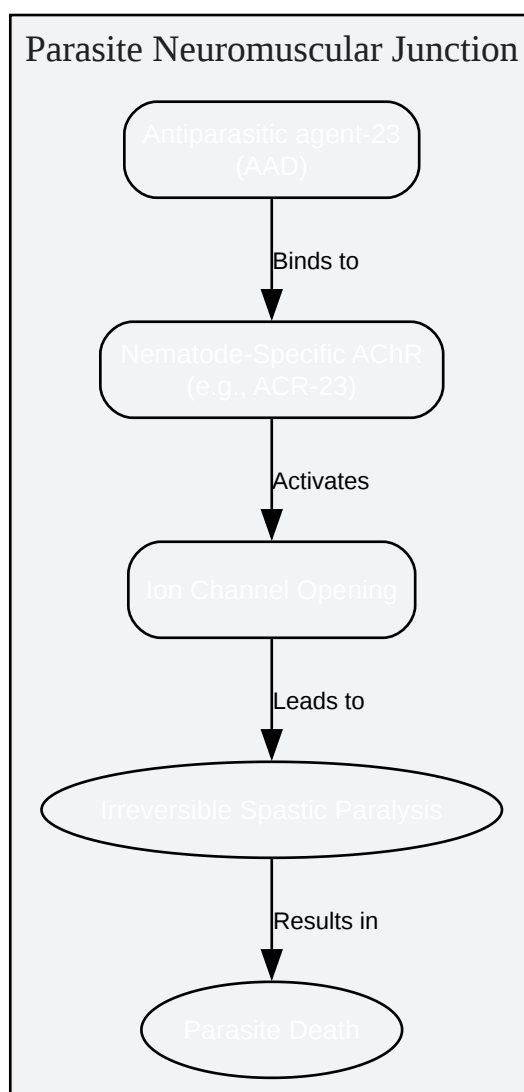 Parasite Neuromuscular Junction
Antiparasitic agent-23
(AAD)
Binds to
Nematode-Specific AChR
(e.g., ACR-23)
Activates
Ion Channel Opening
Leads to
Irreversible Spastic Paralysis
Results in
Parasite Death